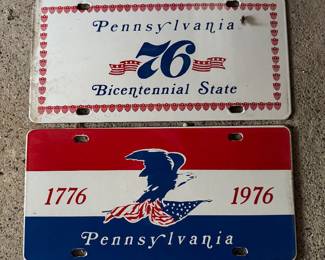 Pennsylvania
76
Bicentennial State
1776 1976
Pennsylvania